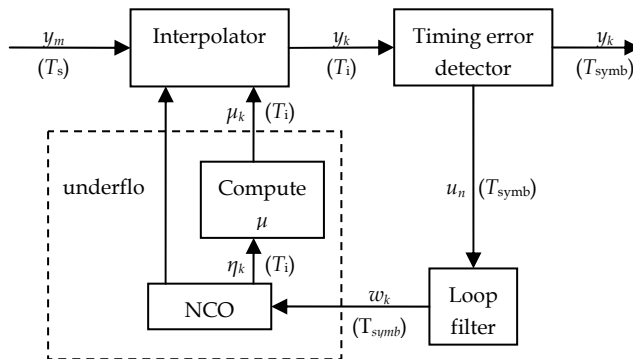 y_m
(T_s)
Interpolator
y_k
(T_i)
Timing error
detector
y_k
(T_symb)
μ_k
(T_i)
underflo
Compute
μ
u_n
(T_symb)
η_k
(T_i)
NCO
w_k
(T_symb)
Loop
filter